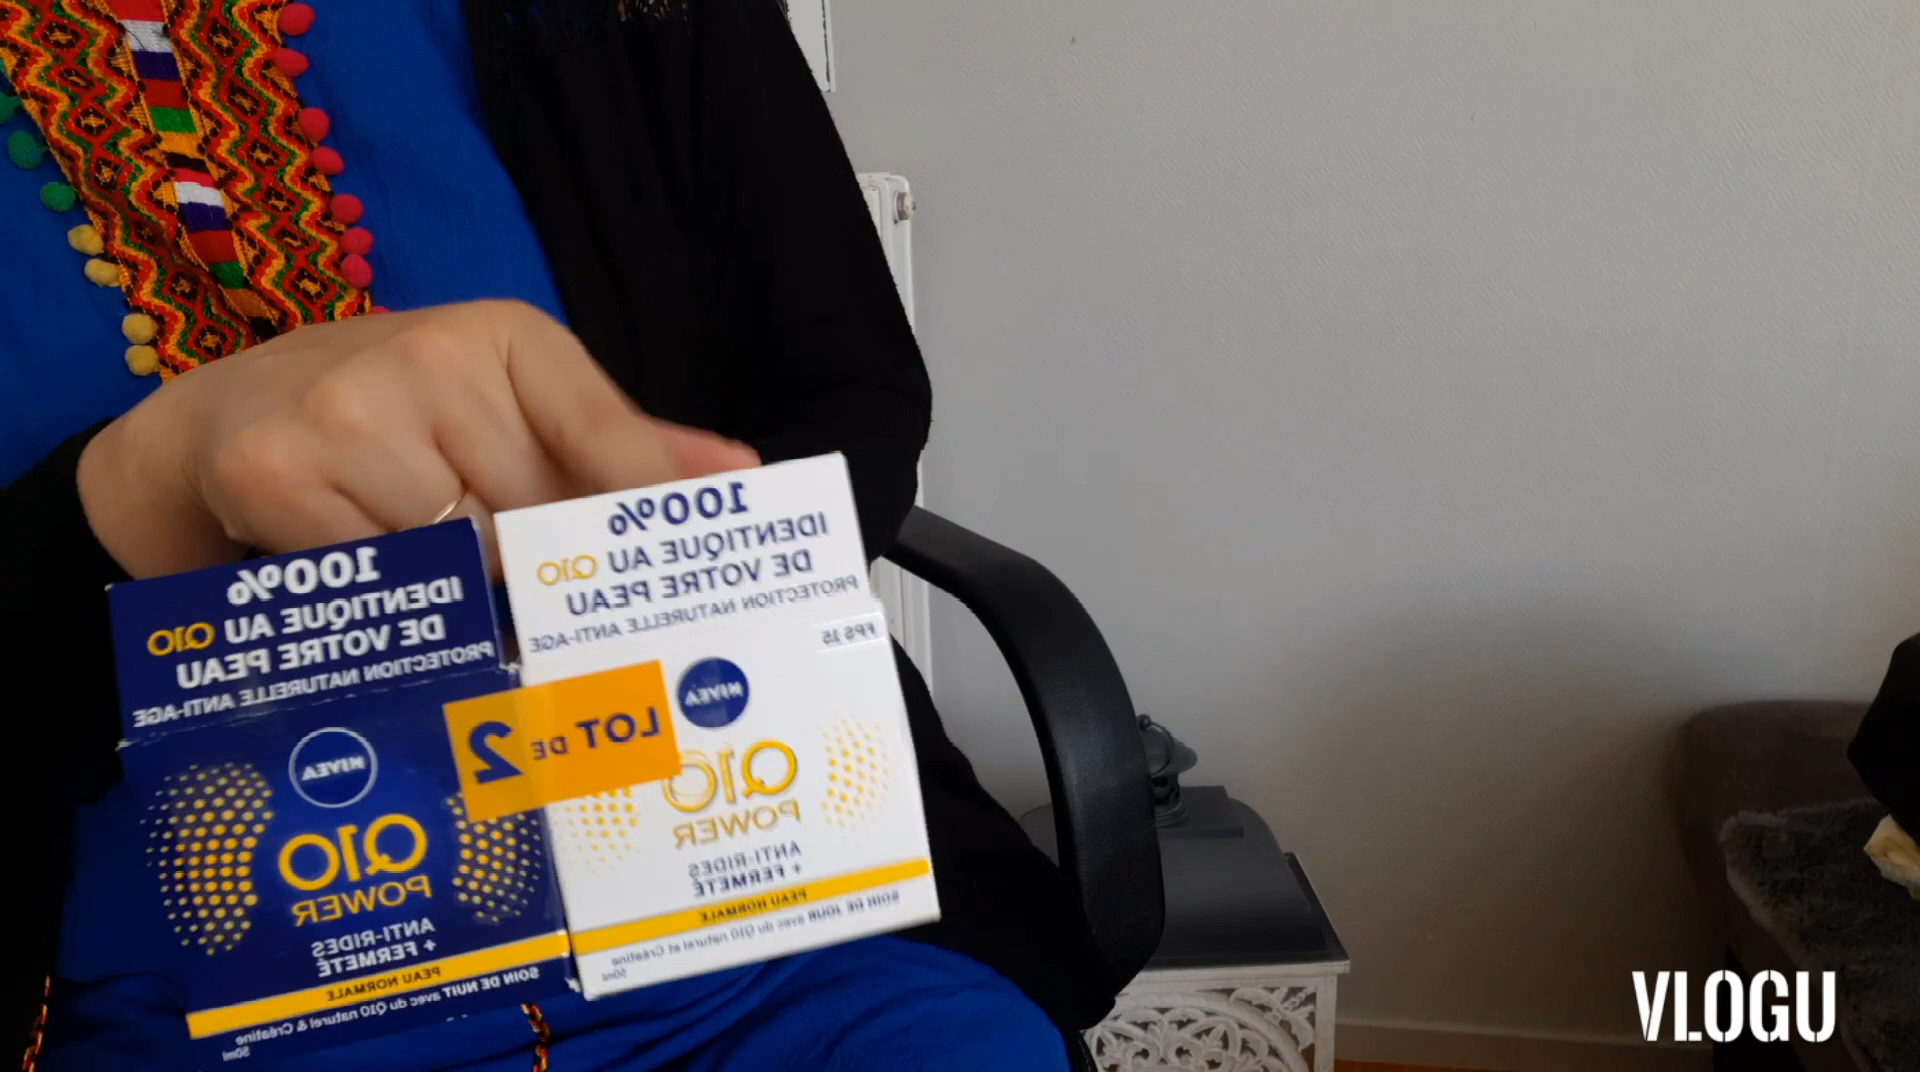 100%
IDENTIQUE AU Q10
DE VOTRE PEAU
PROTECTION NATURELLE ANTI-AGE
NIVEA
Q10
POWER
ANTI-RIDES
+ FERMETÉ
PEAU NORMALE
SOIN DE NUIT avec du Q10 naturel & Créatine
50ml
LOT DE 2
100%
IDENTIQUE AU Q10
DE VOTRE PEAU
PROTECTION NATURELLE ANTI-AGE
FPS 15
NIVEA
Q10
POWER
ANTI-RIDES
+ FERMETÉ
PEAU NORMALE
SOIN DE JOUR avec du Q10 naturel et Créatine
50ml
VLOGU